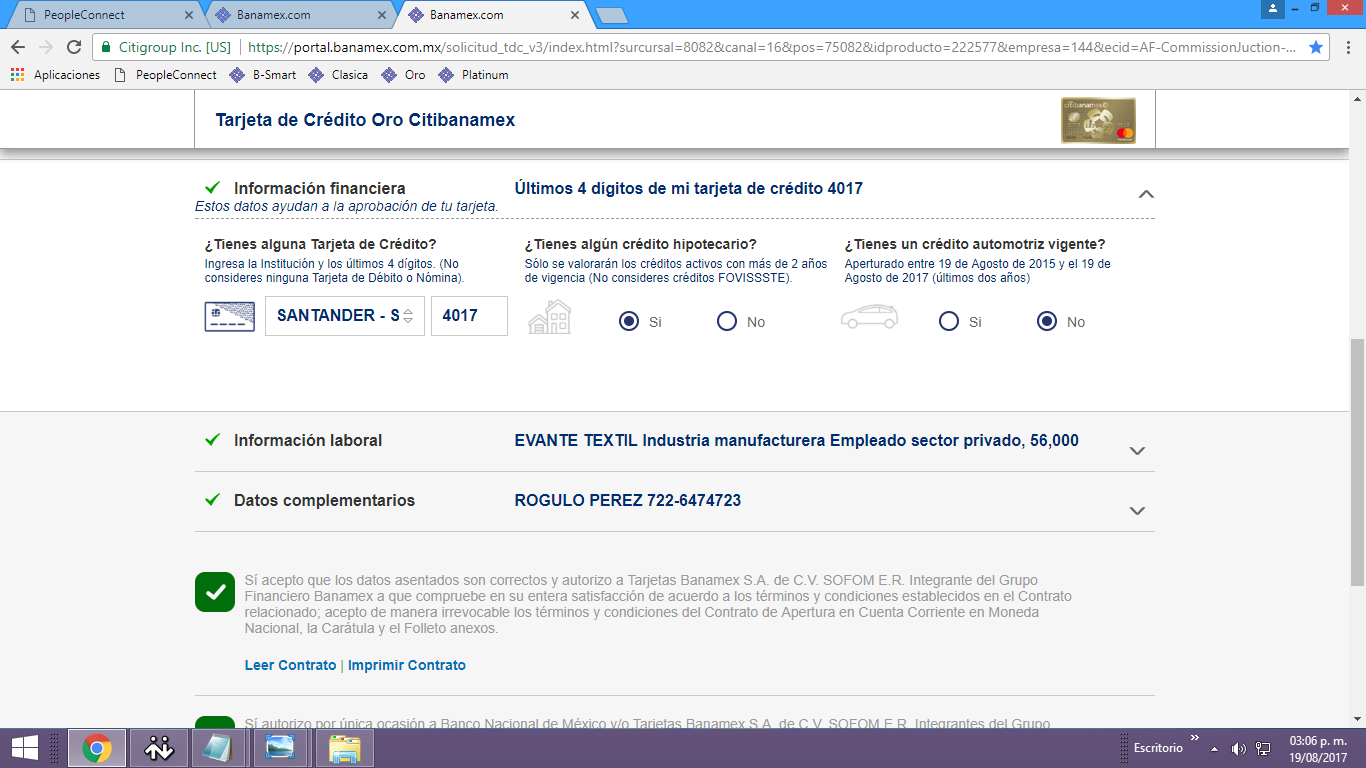 PeopleConnect
Banamex.com
Banamex.com
Citigroup Inc. [US]
https://portal.banamex.com.mx/solicitud_tdc_v3/index.html?surcursal=8082&canal=16&pos=75082&idproducto=222577&empresa=144&ecid=AF-CommissionJuction-...
Aplicaciones PeopleConnect B-Smart Clasica Oro Platinum
Tarjeta de Crédito Oro Citibanamex
Información financiera
Últimos 4 dígitos de mi tarjeta de crédito 4017
Estos datos ayudan a la aprobación de tu tarjeta.
¿Tienes alguna Tarjeta de Crédito?
Ingresa la Institución y los últimos 4 dígitos. (No
consideres ninguna Tarjeta de Débito o Nómina).
SANTANDER - S
4017
¿Tienes algún crédito hipotecario?
Sólo se valorarán los créditos activos con más de 2 años
de vigencia (No consideres créditos FOVISSSTE).
Si No
¿Tienes un crédito automotriz vigente?
Aperturado entre 19 de Agosto de 2015 y el 19 de
Agosto de 2017 (últimos dos años)
Si No
Información laboral
EVANTE TEXTIL Industria manufacturera Empleado sector privado, 56,000
Datos complementarios
ROGULO PEREZ 722-6474723
Sí acepto que los datos asentados son correctos y autorizo a Tarjetas Banamex S.A. de C.V. SOFOM E.R. Integrante del Grupo
Financiero Banamex a que compruebe en su entera satisfacción de acuerdo a los términos y condiciones establecidos en el Contrato
relacionado; acepto de manera irrevocable los términos y condiciones del Contrato de Apertura en Cuenta Corriente en Moneda
Nacional, la Carátula y el Folleto anexos.
Leer Contrato | Imprimir Contrato
Sí autorizo por única ocasión a Banco Nacional de México y/o Tarjetas Banamex S.A. de C.V. SOFOM E.R. Integrantes del Grupo
Escritorio
03:06 p. m.
19/08/2017